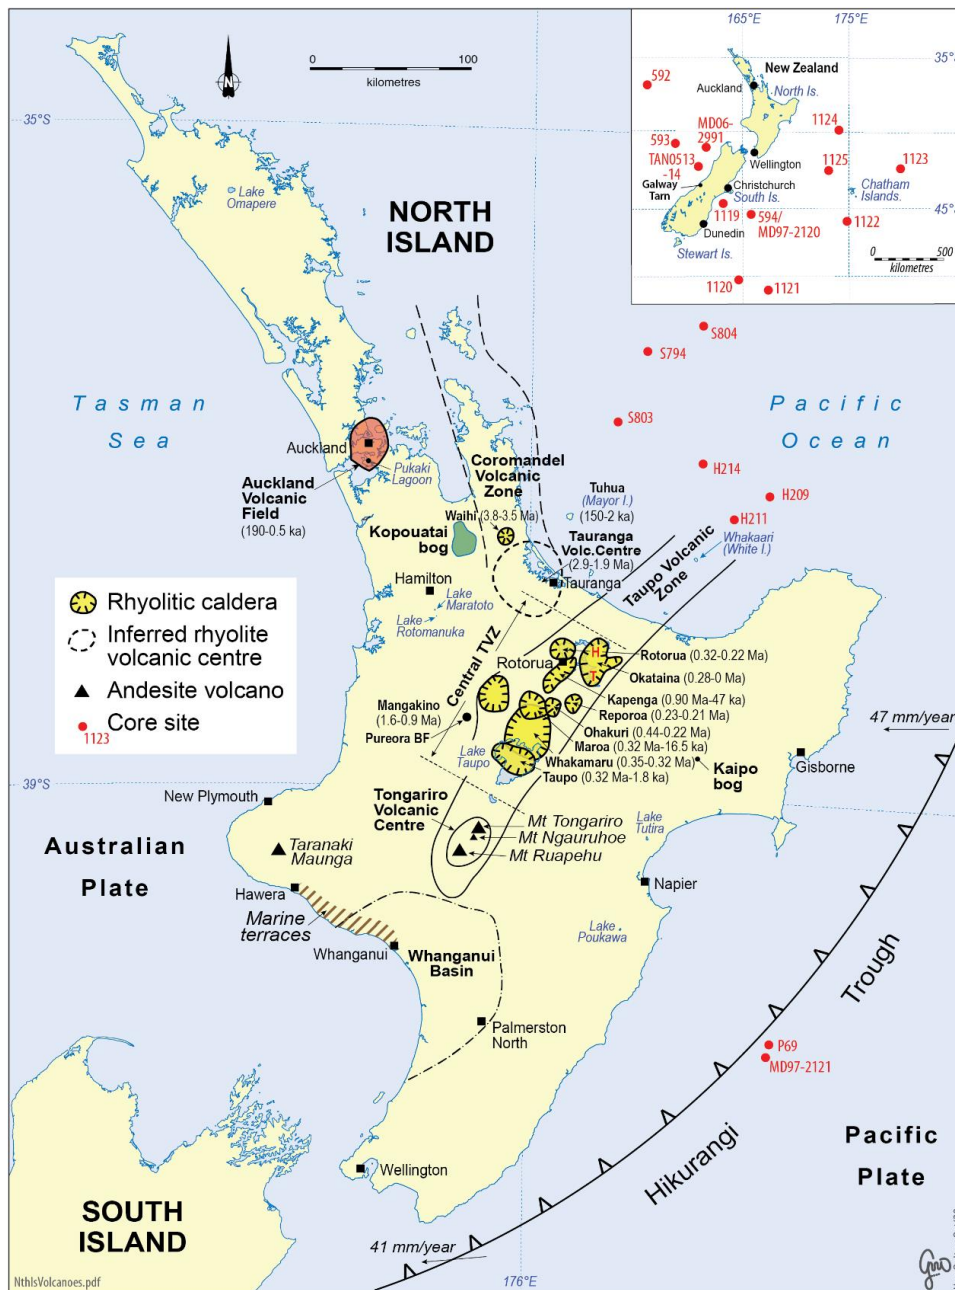 165°E
175°E
35°S
592
New Zealand
Auckland
North Is.
MD06-
2991
1124
593
TAN0513
-14
Wellington
1125
1123
Galway
Tarn
Christchurch
South Is.
Chatham
Islands.
1119
594/
MD97-2120
45°
1122
Dunedin
Stewart Is.
0
500
kilometres
1120
1121
N
0
100
kilometres
35°S
Lake
Omapere
NORTH
ISLAND
S804
S794
S803
Tasman
Sea
Pacific
Ocean
Auckland
Pukaki
Lagoon
Auckland
Volcanic
Field
(190-0.5 ka)
Coromandel
Volcanic
Zone
H214
H209
H211
Tuhua
(Mayor I.)
(150-2 ka)
Waihi (3.8-3.5 Ma)
Kopouatai
bog
Tauranga
Volc.Centre
(2.9-1.9 Ma)
Tauranga
Whakaari
(White I.)
Taupo Volcanic
Zone
Hamilton
Lake
Maratoto
Lake
Rotomanuka
Rhyolitic caldera
Inferred rhyolite
volcanic centre
Andesite volcano
Core site
1123
Central TVZ
Rotorua
H
T
Rotorua (0.32-0.22 Ma)
Okataina (0.28-0 Ma)
Kapenga (0.90 Ma-47 ka)
Reporoa (0.23-0.21 Ma)
Ohakuri (0.44-0.22 Ma)
Maroa (0.32 Ma-16.5 ka)
Whakamaru (0.35-0.32 Ma)
Taupo (0.32 Ma-1.8 ka)
Mangakino
(1.6-0.9 Ma)
Pureora BF
Lake
Taupo
Kaipo
bog
47 mm/year
Gisborne
39°S
New Plymouth
Tongariro
Volcanic
Centre
Mt Tongariro
Mt Ngauruhoe
Mt Ruapehu
Lake
Tutira
Australian
Plate
Taranaki
Maunga
Hawera
Napier
Marine
terraces
Lake
Poukawa
Whanganui
Whanganui
Basin
Palmerston
North
Hikurangi
Trough
P69
MD97-2121
Pacific
Plate
Wellington
SOUTH
ISLAND
41 mm/year
176°E
NthIsVolcanoes.pdf